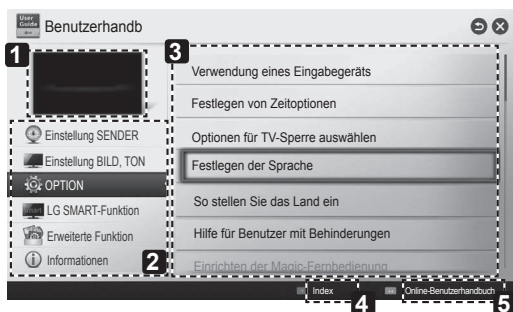 User
Guide
Benutzerhandb
1
3
Verwendung eines Eingabegeräts
Festlegen von Zeitoptionen
Einstellung SENDER
Optionen für TV-Sperre auswählen
Einstellung BILD, TON
Festlegen der Sprache
OPTION
smart
LG SMART-Funktion
So stellen Sie das Land ein
Erweiterte Funktion
Hilfe für Benutzer mit Behinderungen
Informationen
2
Einrichten der Magic-Fernbedienung
Index
4
Online-Benutzerhandbuch
5